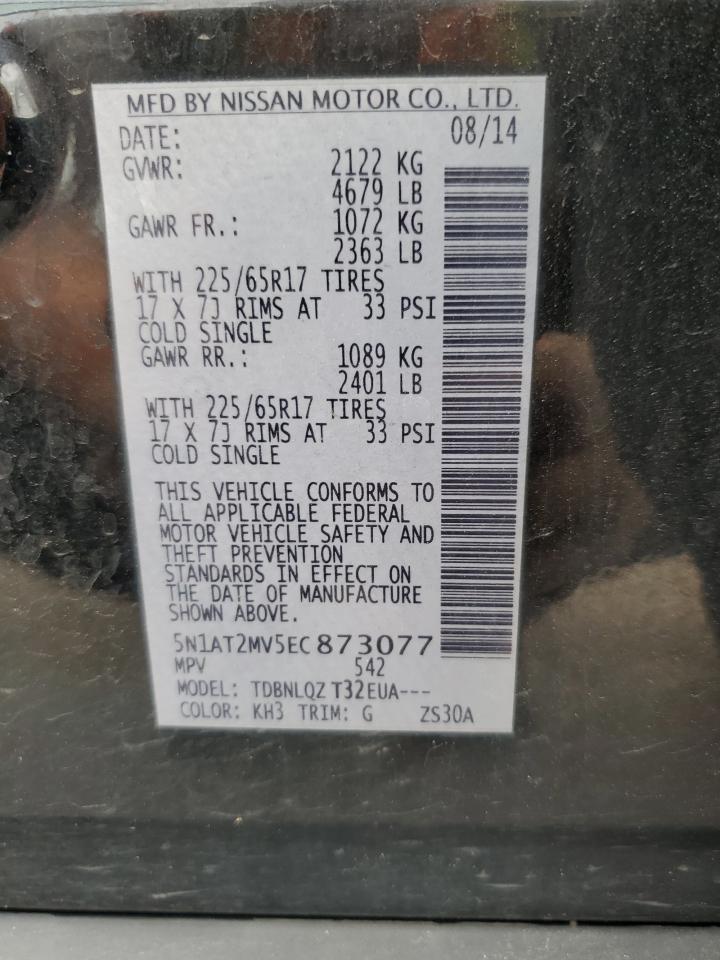 MFD BY NISSAN MOTOR CO., LTD.
DATE: 08/14
GVWR: 2122 KG
4679 LB
GAWR FR.: 1072 KG
2363 LB
WITH 225/65R17 TIRES
17 X 7J RIMS AT 33 PSI
COLD SINGLE
GAWR RR.: 1089 KG
2401 LB
WITH 225/65R17 TIRES
17 X 7J RIMS AT 33 PSI
COLD SINGLE
THIS VEHICLE CONFORMS TO
ALL APPLICABLE FEDERAL
MOTOR VEHICLE SAFETY AND
THEFT PREVENTION
STANDARDS IN EFFECT ON
THE DATE OF MANUFACTURE
SHOWN ABOVE.
5N1AT2MV5EC873077
MPV 542
MODEL: TDBNLQZ T32EUA---
COLOR: KH3 TRIM: G ZS30A